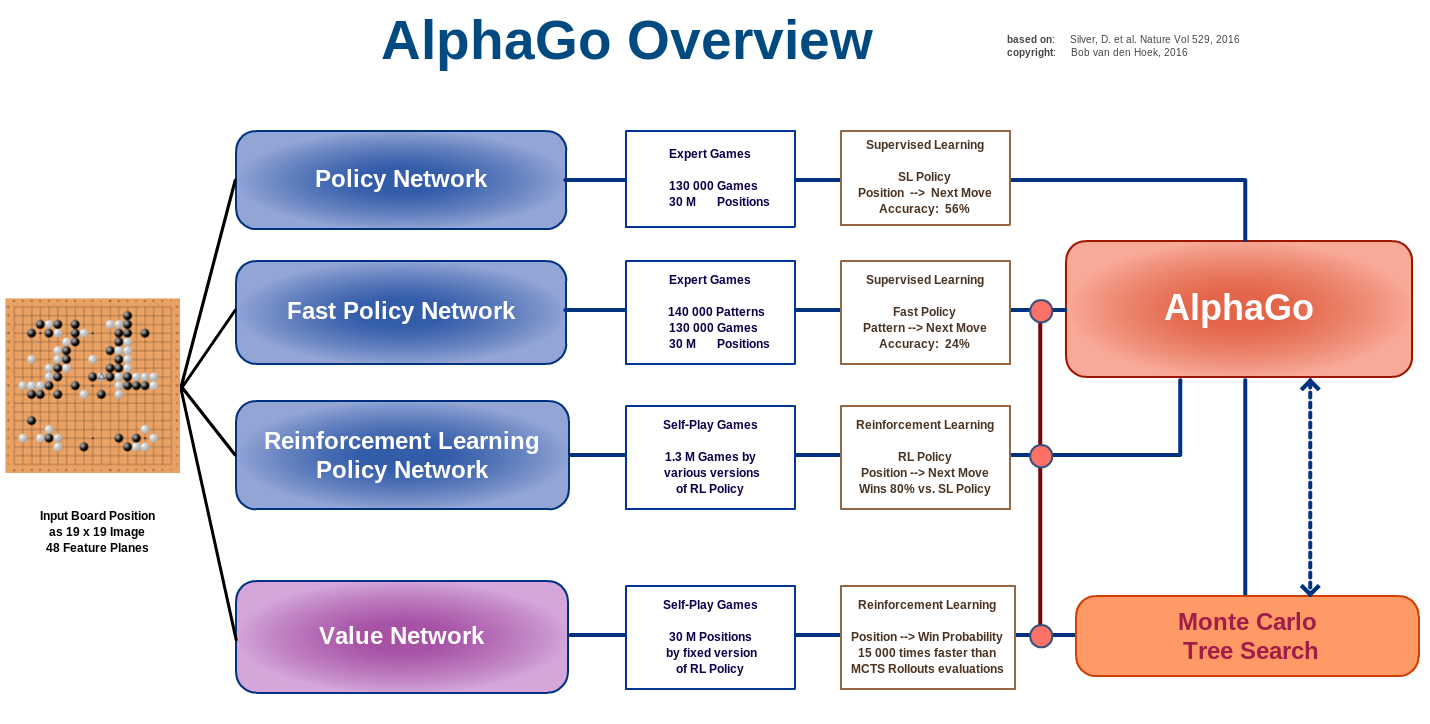 AlphaGo Overview
based on: Silver, D. et al. Nature Vol 529, 2016
copyright: Bob van den Hoek, 2016
Policy Network
Expert Games
130 000 Games
30 M Positions
Supervised Learning
SL Policy
Position --> Next Move
Accuracy: 56%
Fast Policy Network
Expert Games
140 000 Patterns
130 000 Games
30 M Positions
Supervised Learning
Fast Policy
Pattern --> Next Move
Accuracy: 24%
AlphaGo
Reinforcement Learning
Policy Network
Self-Play Games
1.3 M Games by
various versions
of RL Policy
Reinforcement Learning
RL Policy
Position --> Next Move
Wins 80% vs. SL Policy
Input Board Position
as 19 x 19 Image
48 Feature Planes
Value Network
Self-Play Games
30 M Positions
by fixed version
of RL Policy
Reinforcement Learning
Position --> Win Probability
15 000 times faster than
MCTS Rollouts evaluations
Monte Carlo
Tree Search